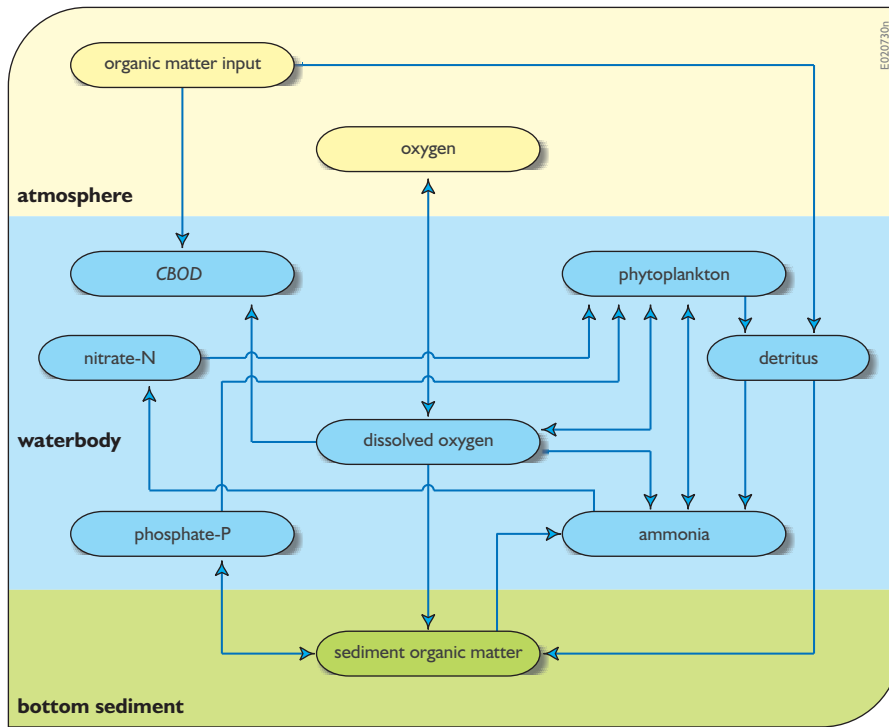 E020730n
organic matter input
oxygen
atmosphere
CBOD
phytoplankton
nitrate-N
detritus
waterbody
dissolved oxygen
phosphate-P
ammonia
sediment organic matter
bottom sediment